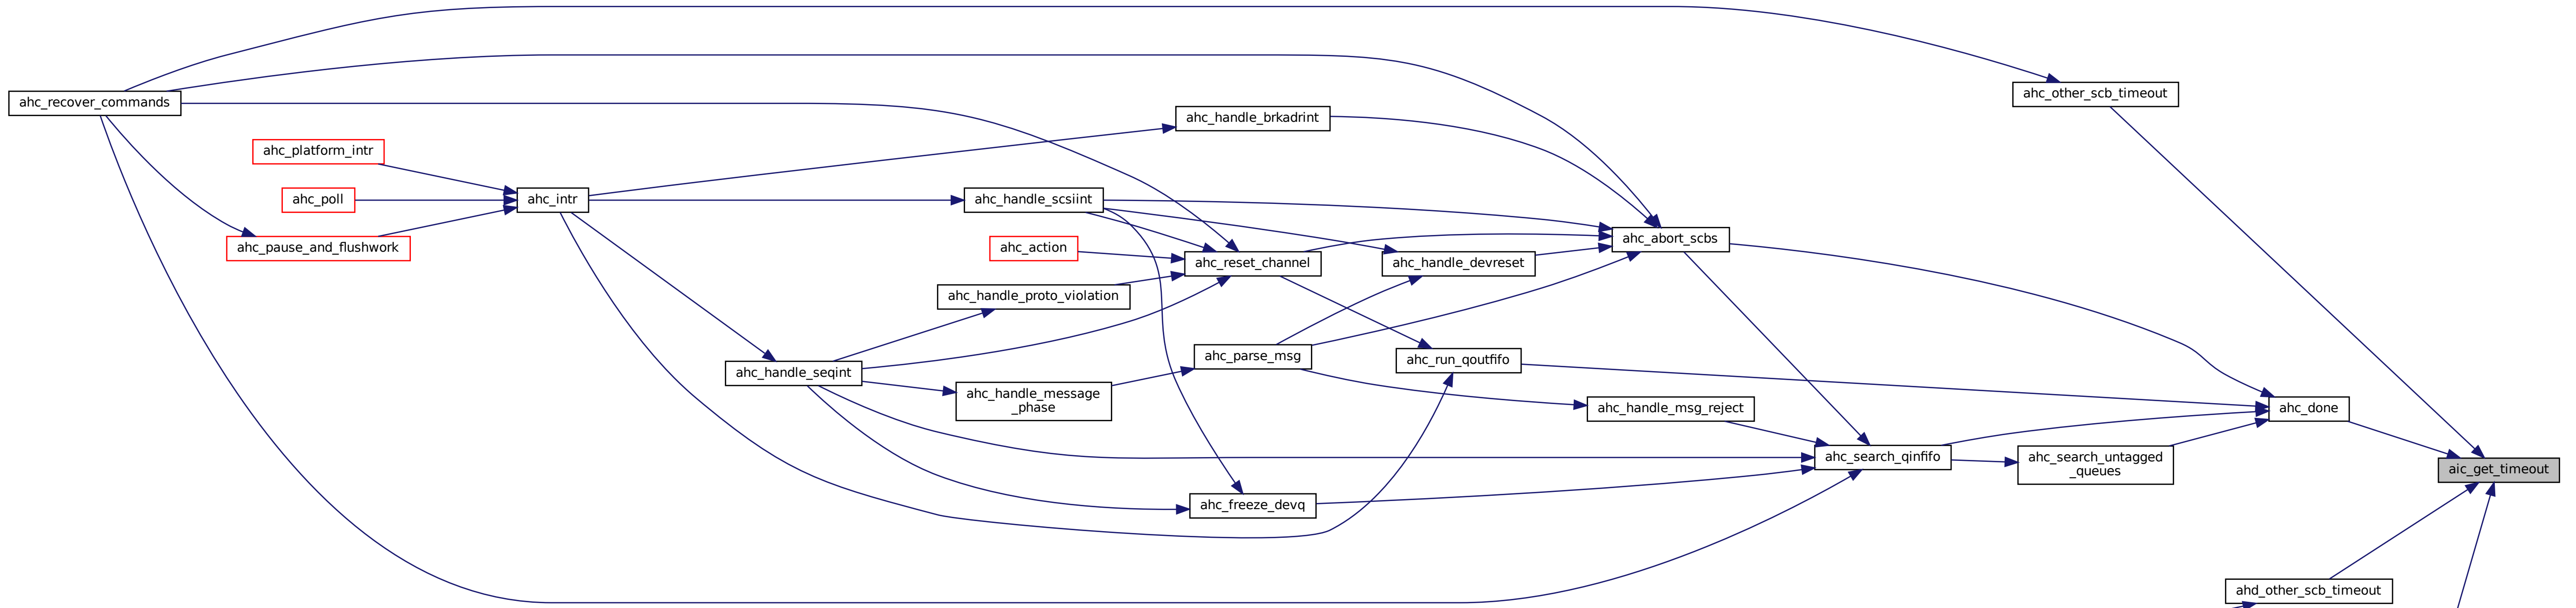 ahc_other_scb_timeout
ahc_recover_commands
ahc_handle_brkadrint
ahc_platform_intr
ahc_poll
ahc_intr
ahc_handle_scsiint
ahc_abort_scbs
ahc_pause_and_flushwork
ahc_action
ahc_reset_channel
ahc_handle_devreset
ahc_handle_proto_violation
ahc_parse_msg
ahc_run_qoutfifo
ahc_handle_seqint
ahc_handle_message
_phase
ahc_handle_msg_reject
ahc_done
ahc_search_qinfifo
ahc_search_untagged
_queues
aic_get_timeout
ahc_freeze_devq
ahd_other_scb_timeout